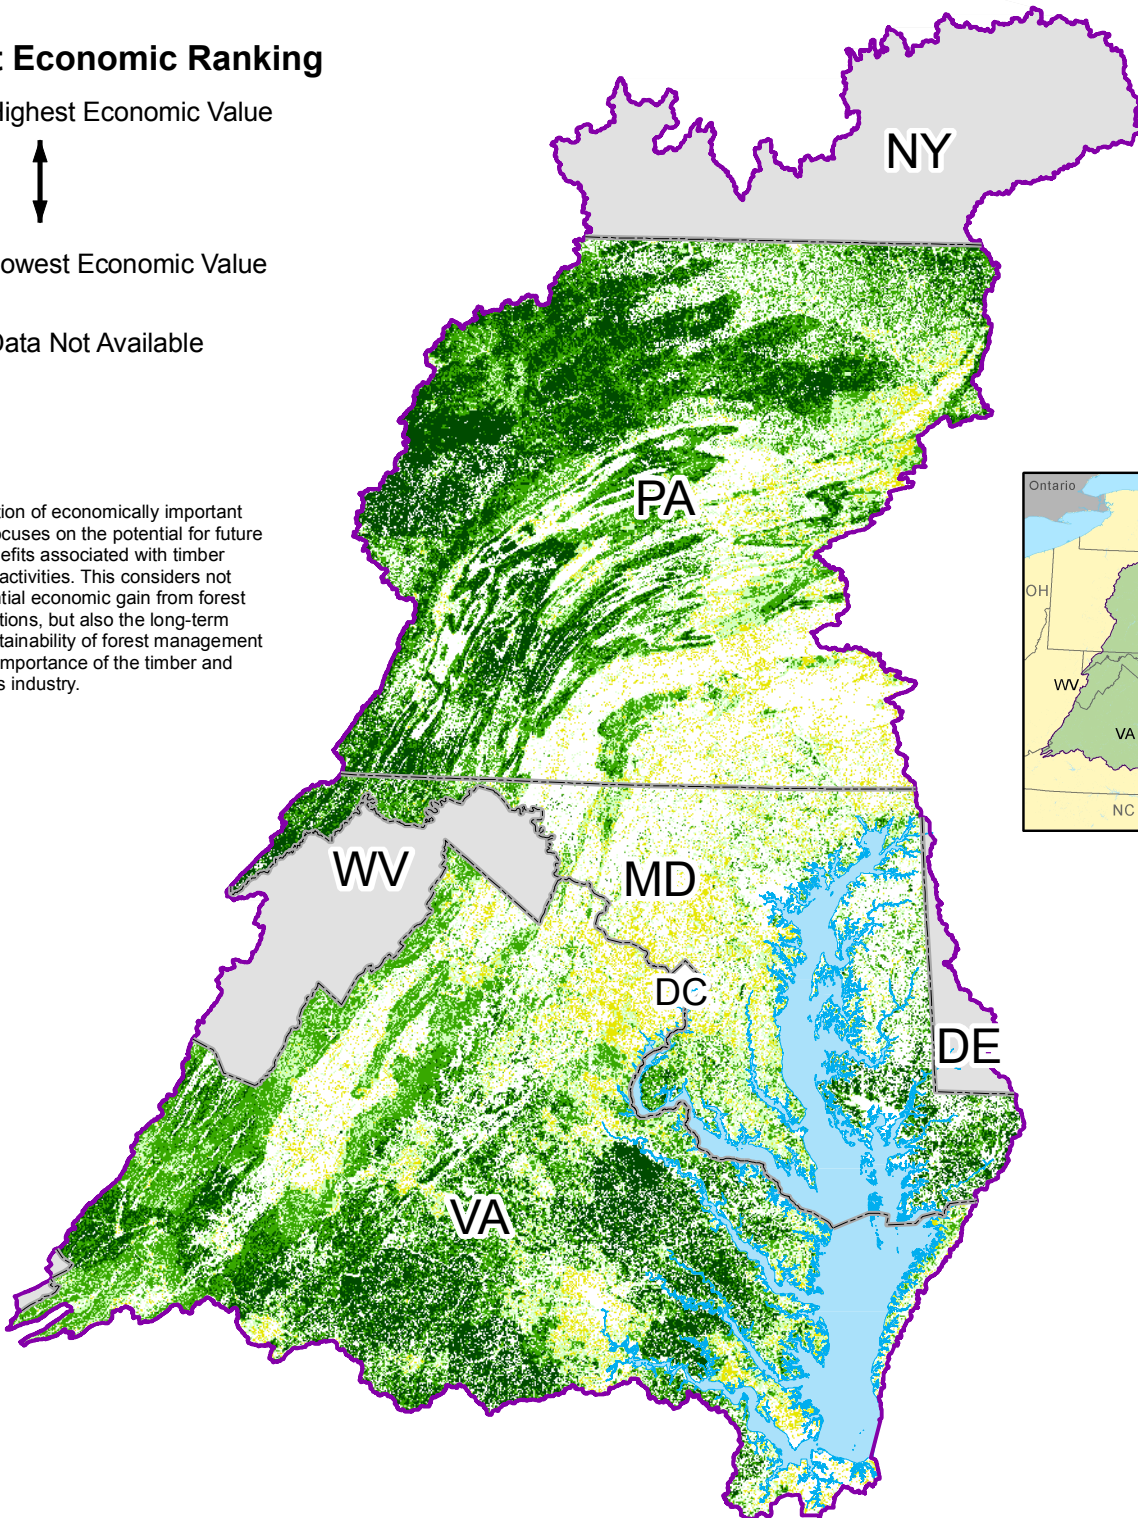 t Economic Ranking
Highest Economic Value
owest Economic Value
Data Not Available
tion of economically important
ocuses on the potential for future
efits associated with timber
activities. This considers not
tial economic gain from forest
tions, but also the long-term
tainability of forest management
importance of the timber and
s industry.
NY
PA
WV
MD
DC
DE
VA
Ontario
OH
WV
VA
NC